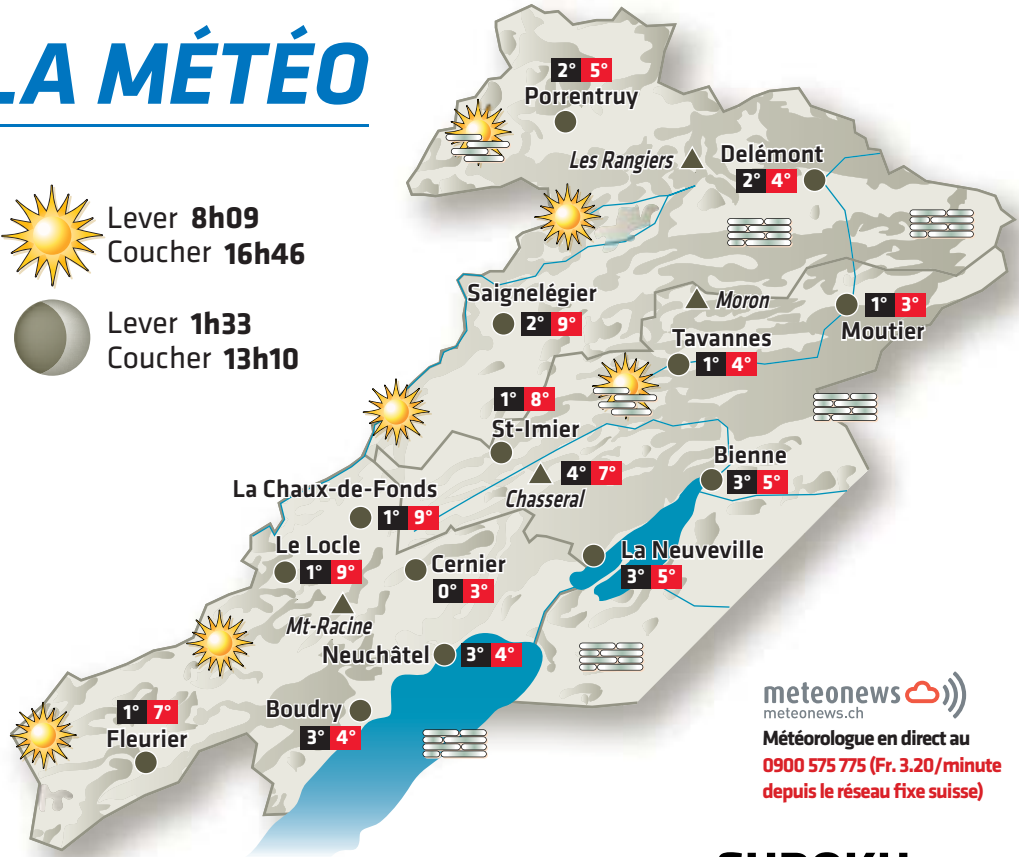 LA MÉTÉO
Lever 8h09
Coucher 16h46
Lever 1h33
Coucher 13h10
2° 5°
Porrentruy
Les Rangiers
Delémont
2° 4°
Saignelégier
2° 9°
Moron
1° 3°
Moutier
Tavannes
1° 4°
1° 8°
St-Imier
4° 7°
Chasseral
Bienne
3° 5°
La Chaux-de-Fonds
1° 9°
Le Locle
1° 9°
Cernier
0° 3°
La Neuveville
3° 5°
Mt-Racine
Neuchâtel
3° 4°
Boudry
3° 4°
1° 7°
Fleurier
meteonews
meteonews.ch
Météorologue en direct au
0900 575 775 (Fr. 3.20/minute
depuis le réseau fixe suisse)